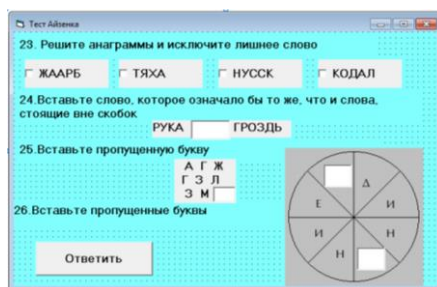 Тест Айзенка
23. Решите анаграммы и исключите лишнее слово
ЖААРБ ТЯХА НУССК КОДАЛ
24.Вставьте слово, которое означало бы то же, что и слова,
стоящие вне скобок
РУКА ГРОЗДЬ
25.Вставьте пропущенную букву
А Г Ж
Г З Л
З М
26.Вставьте пропущенные буквы
Д
Е И
И Н
Н
Ответить